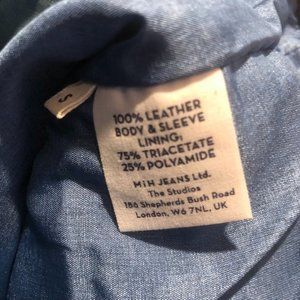 S
100% LEATHER
BODY & SLEEVE
LINING:
75% TRIACETATE
25% POLYAMIDE
MiH JEANS Ltd.
The Studios
186 Shepherds Bush Road
London, W6 7NL, UK